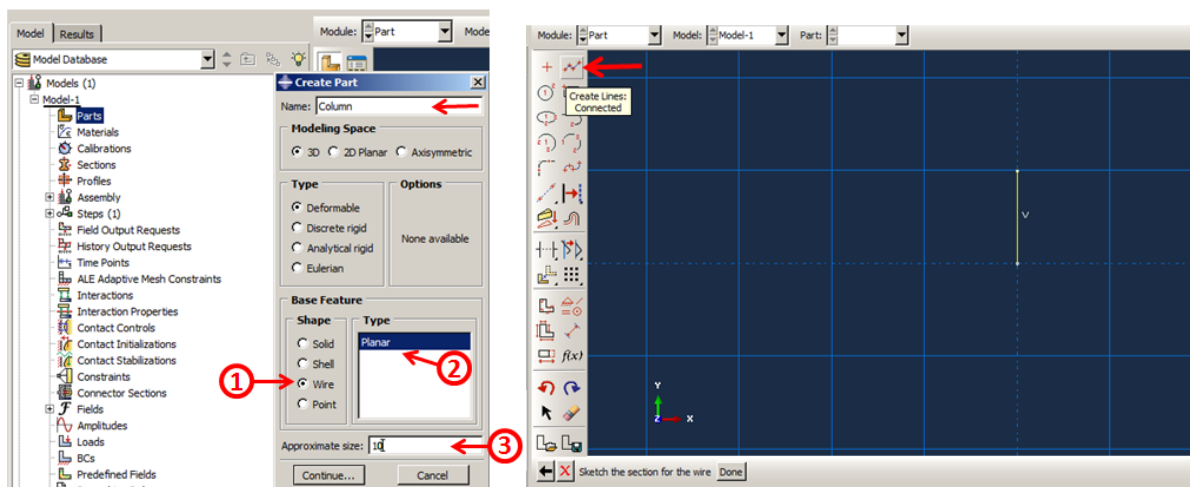 Model Results
Module: Part Mode
Model Database
Models (1)
Model-1
Parts
Materials
Calibrations
Sections
Profiles
Assembly
Steps (1)
Field Output Requests
History Output Requests
Time Points
ALE Adaptive Mesh Constraints
Interactions
Interaction Properties
Contact Controls
Contact Initializations
Contact Stabilizations
Constraints
Connector Sections
Fields
Amplitudes
Loads
BCs
Predefined Fields
Create Part
Name: Column
Modeling Space
3D 2D Planar Axisymmetric
Type Options
Deformable
Discrete rigid
Analytical rigid
Eulerian
None available
Base Feature
Shape Type
Solid
Shell
Wire
Point
Planar
1
2
Approximate size: 10
3
Continue... Cancel
Module: Part Model: Model-1 Part:
Create Lines:
Connected
V
f(x)
Y
Z X
Sketch the section for the wire Done